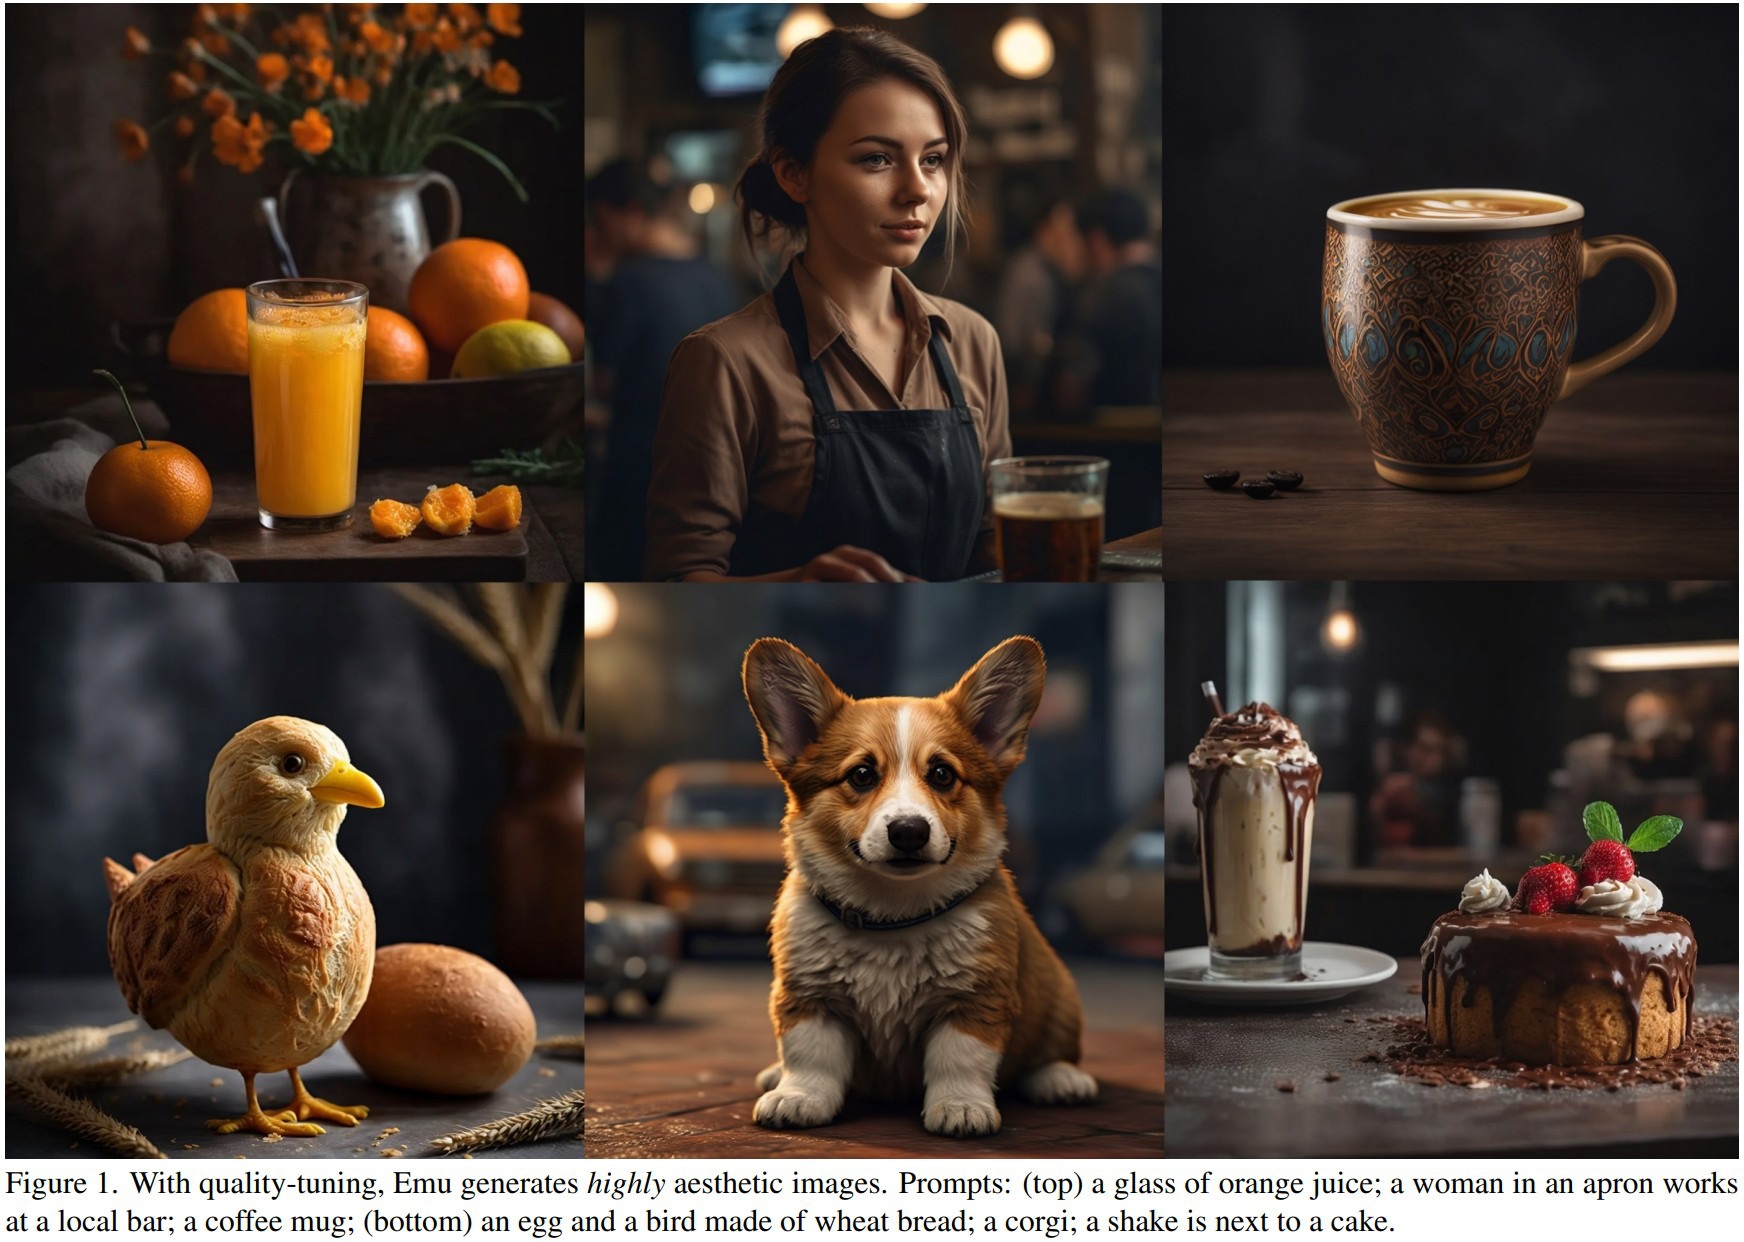 Figure 1. With quality-tuning, Emu generates highly aesthetic images. Prompts: (top) a glass of orange juice; a woman in an apron works
at a local bar; a coffee mug; (bottom) an egg and a bird made of wheat bread; a corgi; a shake is next to a cake.